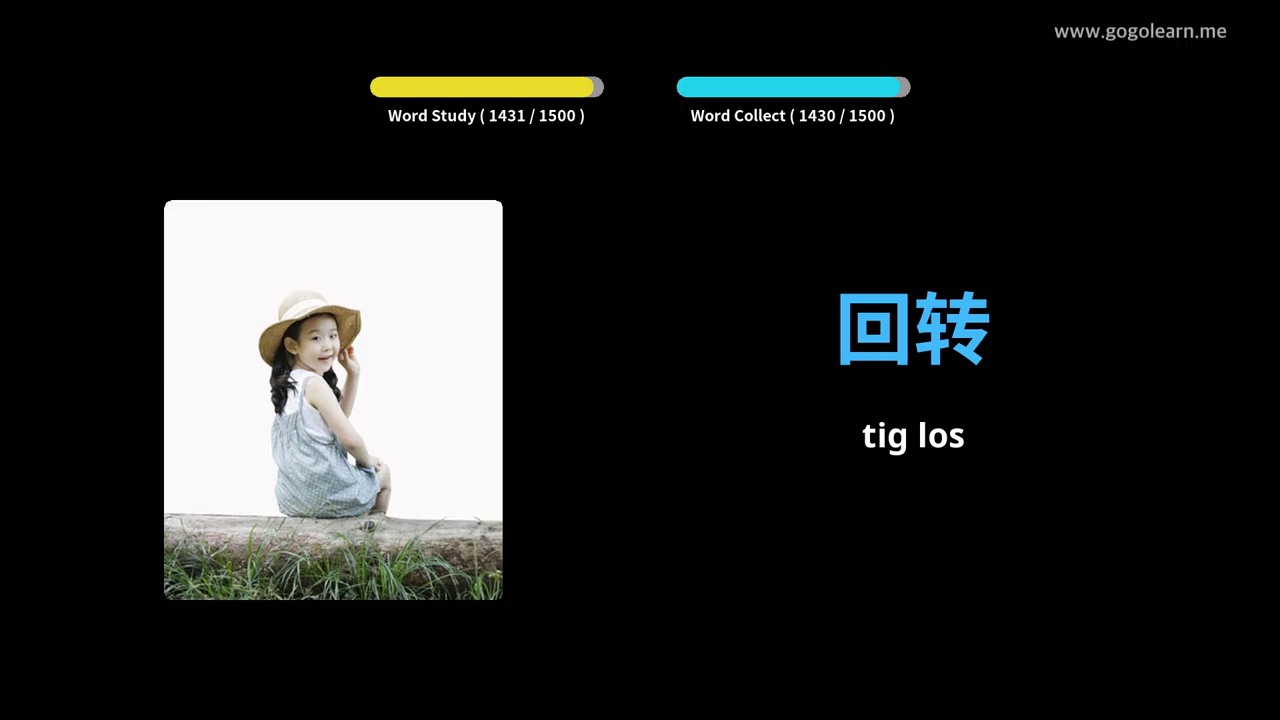 www.gogolearn.me
Word Study ( 1431 / 1500 )
Word Collect ( 1430 / 1500 )
回转
tig los